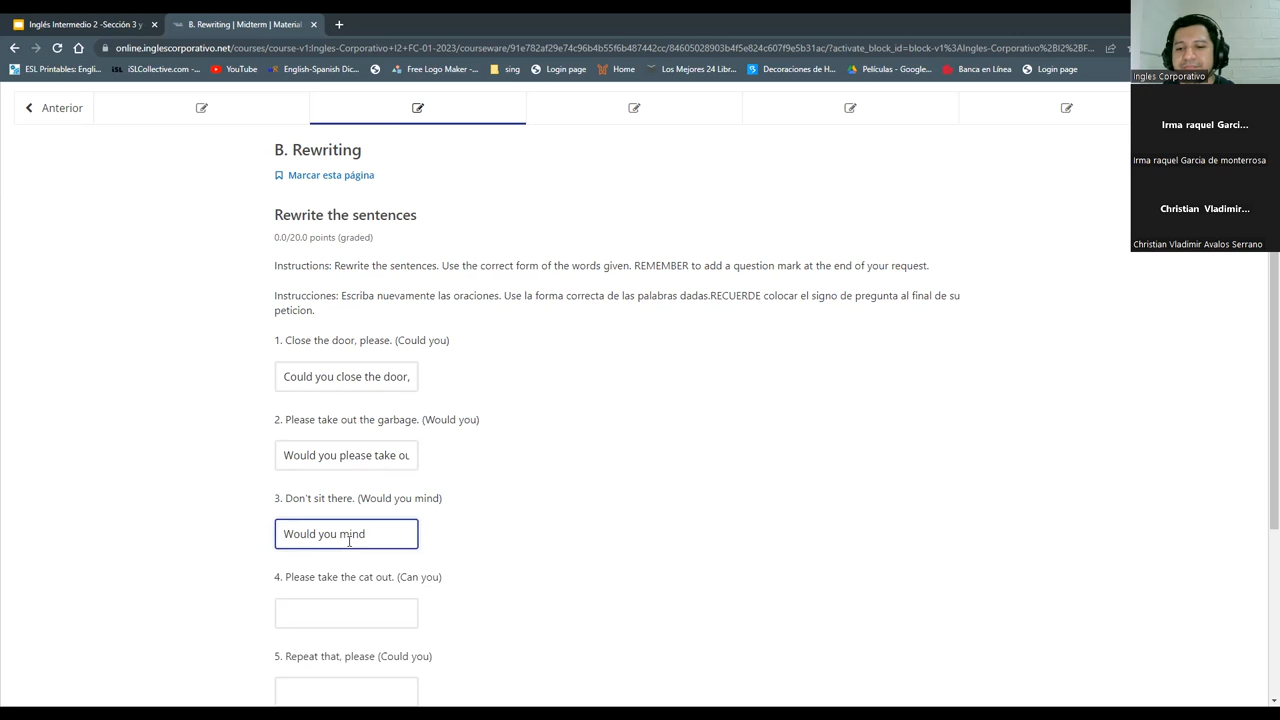 Inglés Intermedio 2 -Sección 3 y
B. Rewriting | Midterm | Material
online.inglescorporativo.net/courses/course-v1:Ingles-Corporativo+I2+FC-01-2023/courseware/91e782af29e74c96b4b55f6b487442cc/84605028903b4f5e824c607f9e5b31ac/?activate_block_id=block-v1%3AIngles-Corporativo%2BI2%2BF...
ESL Printables: Engli...
iSLCollective.com -...
YouTube
English-Spanish Dic...
Free Logo Maker -...
sing
Login page
Home
Los Mejores 24 Libr...
Decoraciones de H...
Películas - Google...
Banca en Línea
Login page
Ingles Corporativo
Anterior
Irma raquel Garci...
Irma raquel Garcia de monterrosa
Christian Vladimir...
Christian Vladimir Avalos Serrano
B. Rewriting
Marcar esta página
Rewrite the sentences
0.0/20.0 points (graded)
Instructions: Rewrite the sentences. Use the correct form of the words given. REMEMBER to add a question mark at the end of your request.
Instrucciones: Escriba nuevamente las oraciones. Use la forma correcta de las palabras dadas.RECUERDE colocar el signo de pregunta al final de su
peticion.
1. Close the door, please. (Could you)
Could you close the door,
2. Please take out the garbage. (Would you)
Would you please take ou
3. Don't sit there. (Would you mind)
Would you mind
4. Please take the cat out. (Can you)
5. Repeat that, please (Could you)